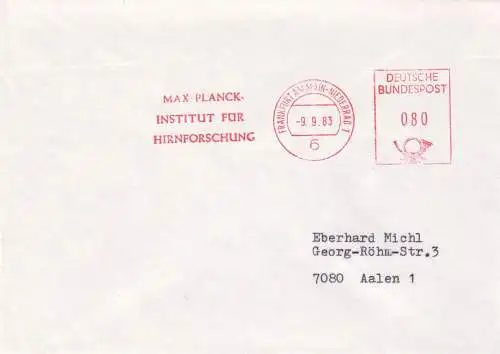 MAX-PLANCK-
INSTITUT FÜR
HIRNFORSCHUNG
FRANKFURT AM MAIN-NIEDERRAD 1
-9. 9. 83
6
DEUTSCHE
BUNDESPOST
080
Eberhard Michl
Georg-Röhm-Str.3
7080 Aalen 1